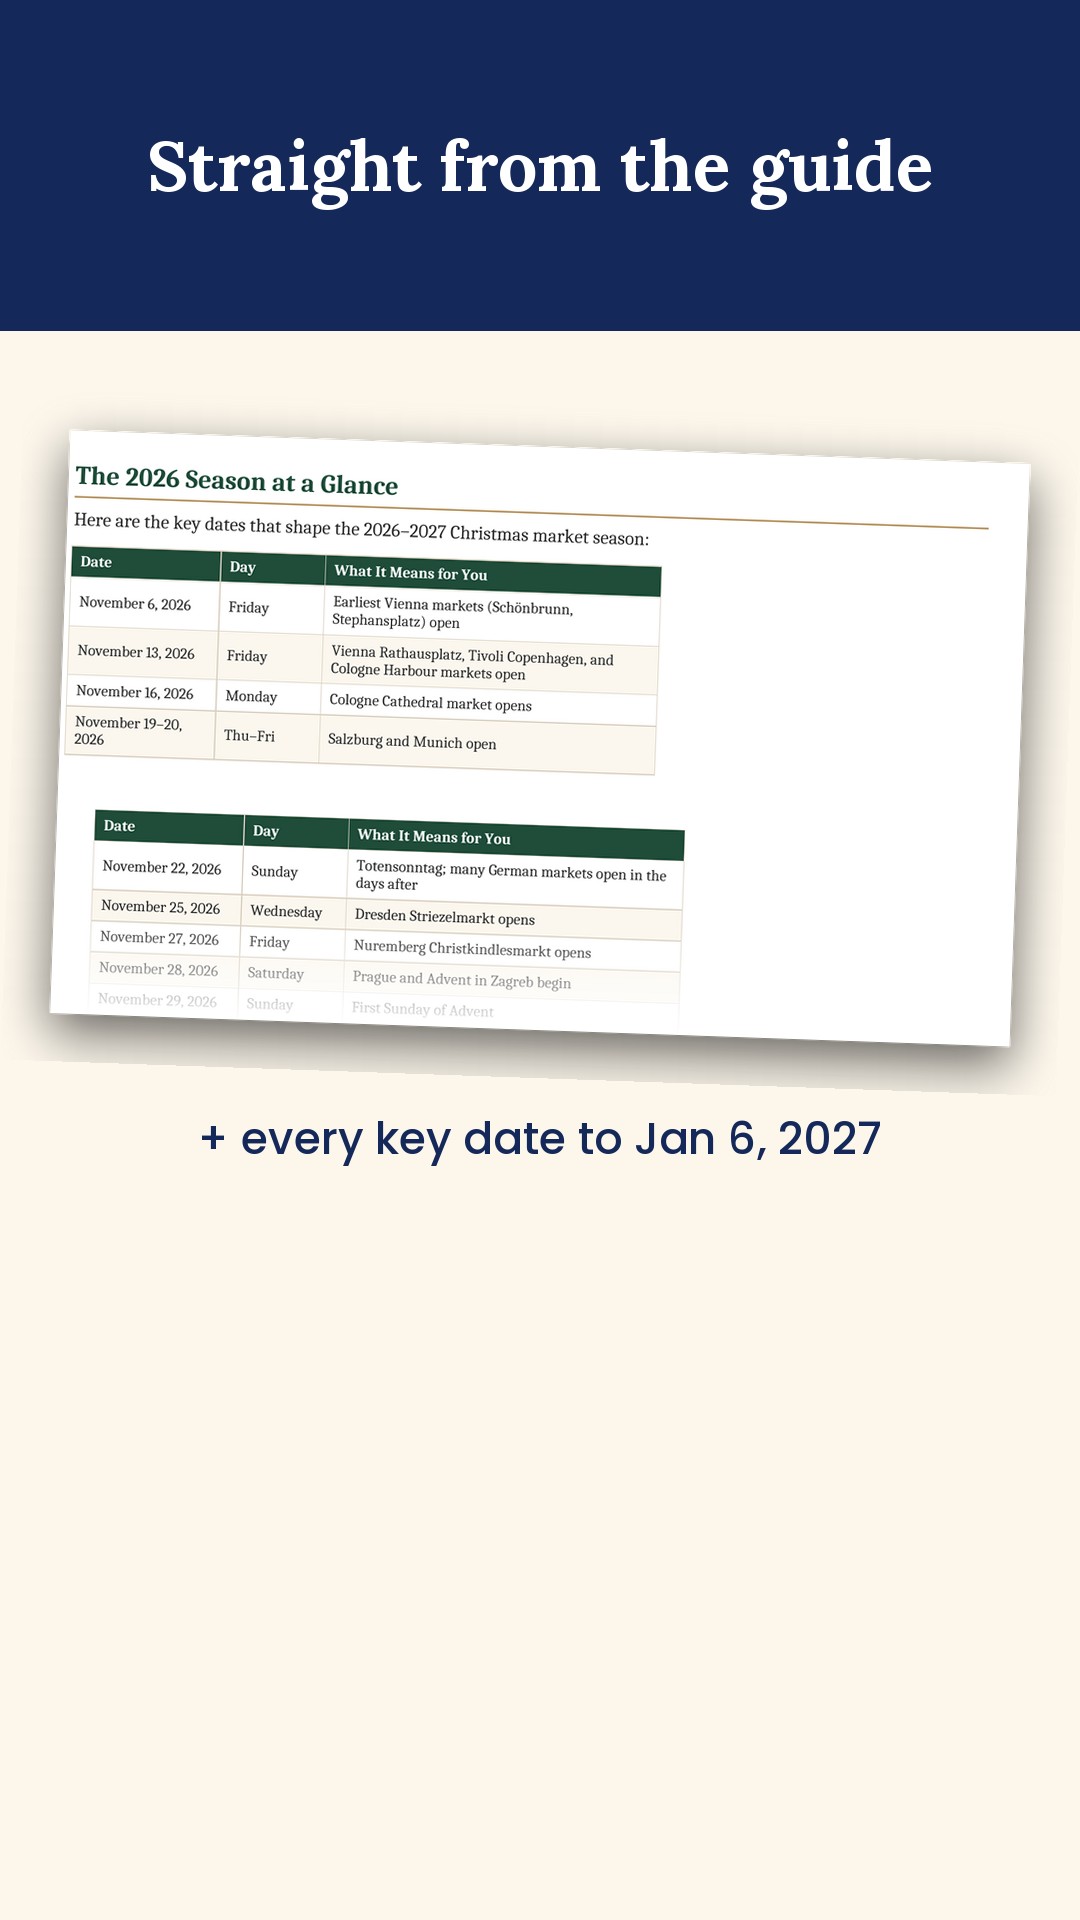 Straight from the guide
The 2026 Season at a Glance
Here are the key dates that shape the 2026–2027 Christmas market season:
Date Day What It Means for You
November 6, 2026 Friday Earliest Vienna markets (Schönbrunn,
Stephansplatz) open
November 13, 2026 Friday Vienna Rathausplatz, Tivoli Copenhagen, and
Cologne Harbour markets open
November 16, 2026 Monday Cologne Cathedral market opens
November 19–20,
2026 Thu–Fri Salzburg and Munich open
Date Day What It Means for You
November 22, 2026 Sunday Totensonntag; many German markets open in the
days after
November 25, 2026 Wednesday Dresden Striezelmarkt opens
November 27, 2026 Friday Nuremberg Christkindlesmarkt opens
November 28, 2026 Saturday Prague and Advent in Zagreb begin
November 29, 2026 Sunday First Sunday of Advent
+ every key date to Jan 6, 2027